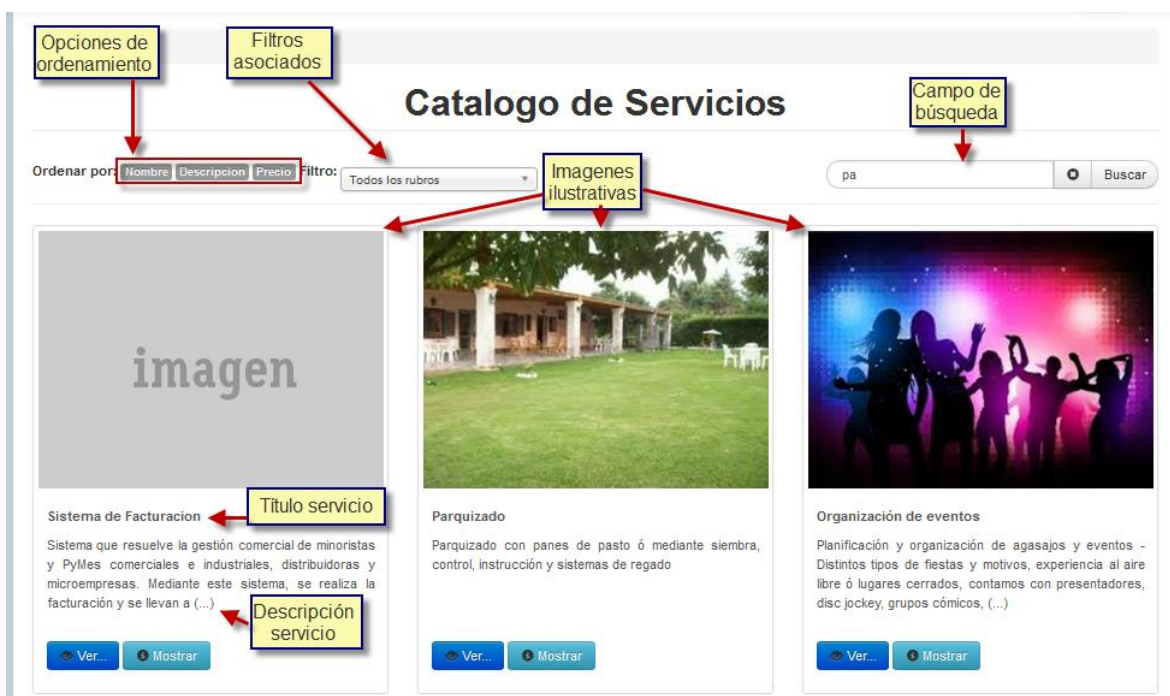 Opciones de
ordenamiento
Filtros
asociados
Catalogo de Servicios
Campo de
búsqueda
Ordenar por: Nombre Descripcion Precio Filtro: Todos los rubros
Imagenes
ilustrativas
pa
Buscar
imagen
Sistema de Facturacion
Título servicio
Sistema que resuelve la gestión comercial de minoristas
y PyMes comerciales e industriales, distribuidoras y
microempresas. Mediante este sistema, se realiza la
facturación y se llevan a (...)
Descripción
servicio
Ver... Mostrar
Parquizado
Parquizado con panes de pasto ó mediante siembra,
control, instrucción y sistemas de regado
Ver... Mostrar
Organización de eventos
Planificación y organización de agasajos y eventos -
Distintos tipos de fiestas y motivos, experiencia al aire
libre ó lugares cerrados, contamos con presentadores,
disc jockey, grupos cómicos, (...)
Ver... Mostrar